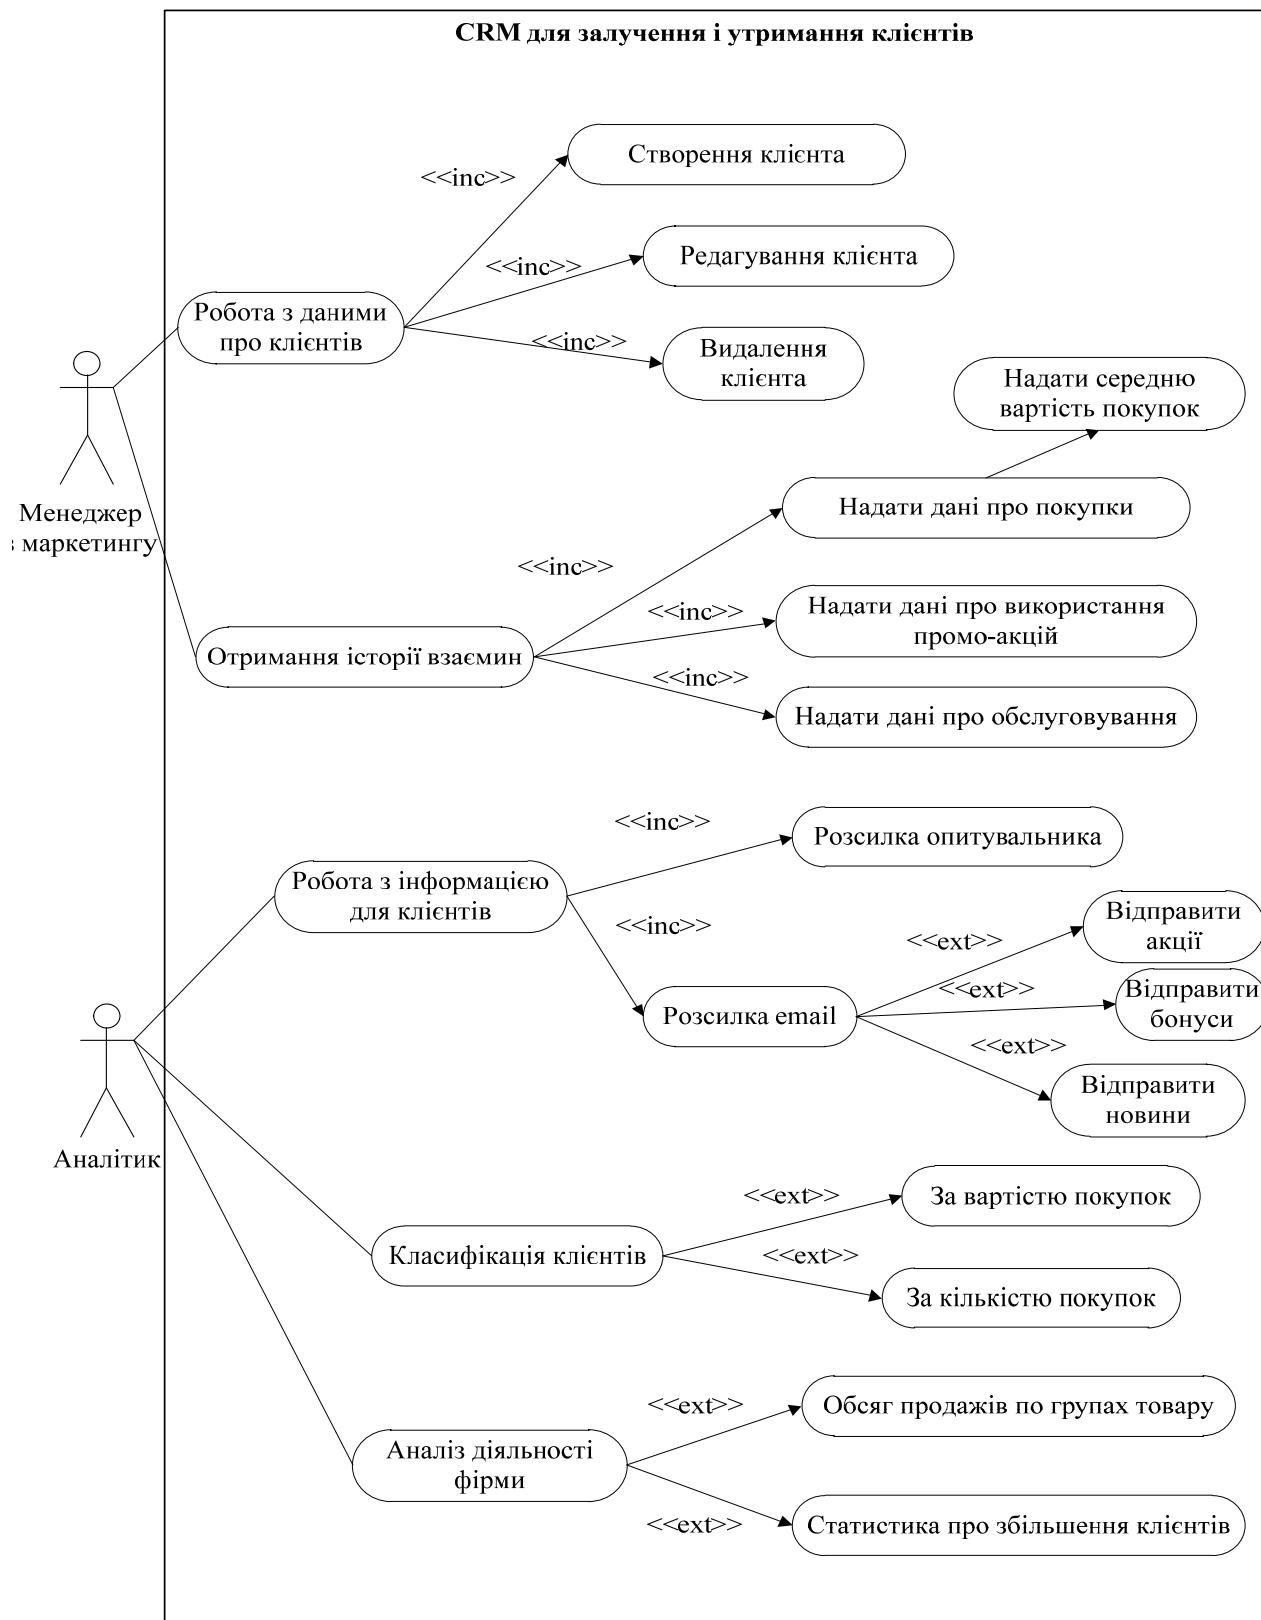 CRM для залучення і утримання клієнтів
Створення клієнта
<<inc>>
Редагування клієнта
<<inc>>
Робота з даними
про клієнтів
<<inc>>
Видалення
клієнта
Надати середню
вартість покупок
Менеджер
з маркетингу
Надати дані про покупки
<<inc>>
Надати дані про використання
промо-акцій
<<inc>>
Отримання історії взаємин
<<inc>>
Надати дані про обслуговування
<<inc>>
Розсилка опитувальника
Робота з інформацією
для клієнтів
<<inc>>
Відправити
акції
<<ext>>
Відправити
бонуси
<<ext>>
Розсилка email
<<ext>>
Відправити
новини
Аналітик
<<ext>>
За вартістю покупок
Класифікація клієнтів
<<ext>>
За кількістю покупок
<<ext>>
Обсяг продажів по групах товару
Аналіз діяльності
фірми
<<ext>>
Статистика про збільшення клієнтів